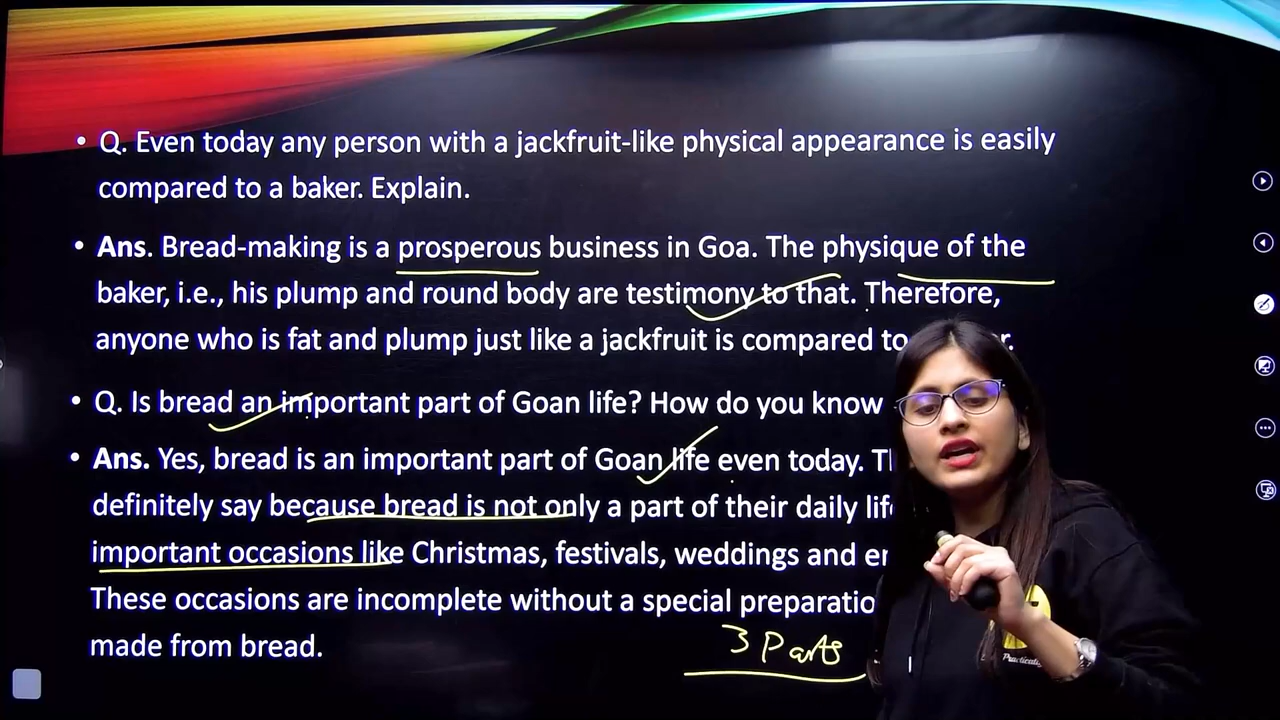 • Q. Even today any person with a jackfruit-like physical appearance is easily
compared to a baker. Explain.
• Ans. Bread-making is a prosperous business in Goa. The physique of the
baker, i.e., his plump and round body are testimony to that. Therefore,
anyone who is fat and plump just like a jackfruit is compared to
• Q. Is bread an important part of Goan life? How do you know
• Ans. Yes, bread is an important part of Goan life even today.
definitely say because bread is not only a part of their daily
important occasions like Christmas, festivals, weddings and
These occasions are incomplete without a special
made from bread.
3 Parts